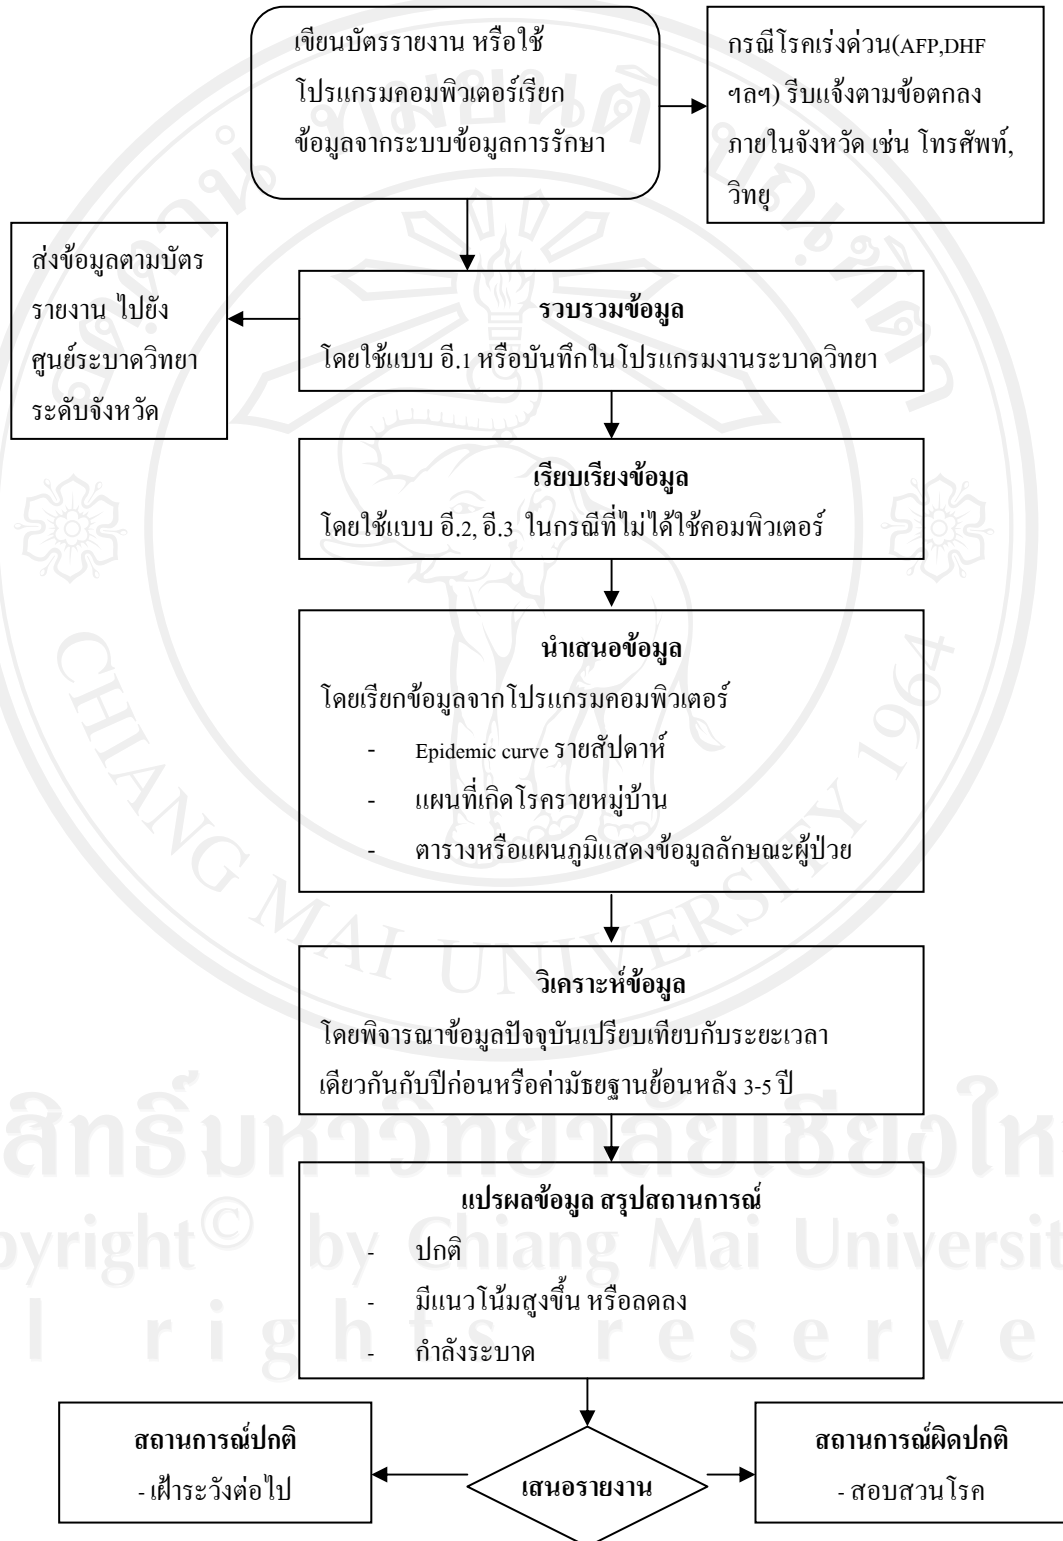 เขียนบัตรรายงาน หรือใช้
โปรแกรมคอมพิวเตอร์เรียก
ข้อมูลจากระบบข้อมูลการรักษา
กรณีโรคเร่งด่วน(AFP,DHF
ฯลฯ) รีบแจ้งตามข้อตกลง
ภายในจังหวัด เช่น โทรศัพท์,
วิทยุ
ส่งข้อมูลตามบัตร
รายงาน ไปยัง
ศูนย์ระบาดวิทยา
ระดับจังหวัด
รวบรวมข้อมูล
โดยใช้แบบ อี.1 หรือบันทึกในโปรแกรมงานระบาดวิทยา
เรียบเรียงข้อมูล
โดยใช้แบบ อี.2, อี.3 ในกรณีที่ไม่ได้ใช้คอมพิวเตอร์
นำเสนอข้อมูล
โดยเรียกข้อมูลจากโปรแกรมคอมพิวเตอร์
- Epidemic curve รายสัปดาห์
- แผนที่เกิดโรครายหมู่บ้าน
- ตารางหรือแผนภูมิแสดงข้อมูลลักษณะผู้ป่วย
วิเคราะห์ข้อมูล
โดยพิจารณาข้อมูลปัจจุบันเปรียบเทียบกับระยะเวลา
เดียวกันกับปีก่อนหรือค่ามัธยฐานย้อนหลัง 3-5 ปี
แปรผลข้อมูล สรุปสถานการณ์
- ปกติ
- มีแนวโน้มสูงขึ้น หรือลดลง
- กำลังระบาด
สถานการณ์ปกติ
- เฝ้าระวังต่อไป
เสนอรายงาน
สถานการณ์ผิดปกติ
- สอบสวนโรค
CHIANG MAI UNIVERSITY 1964
สิทธิ์มหาวิทยาลัยเชียงให
pyright© by Chiang Mai Universit
l rights reserve